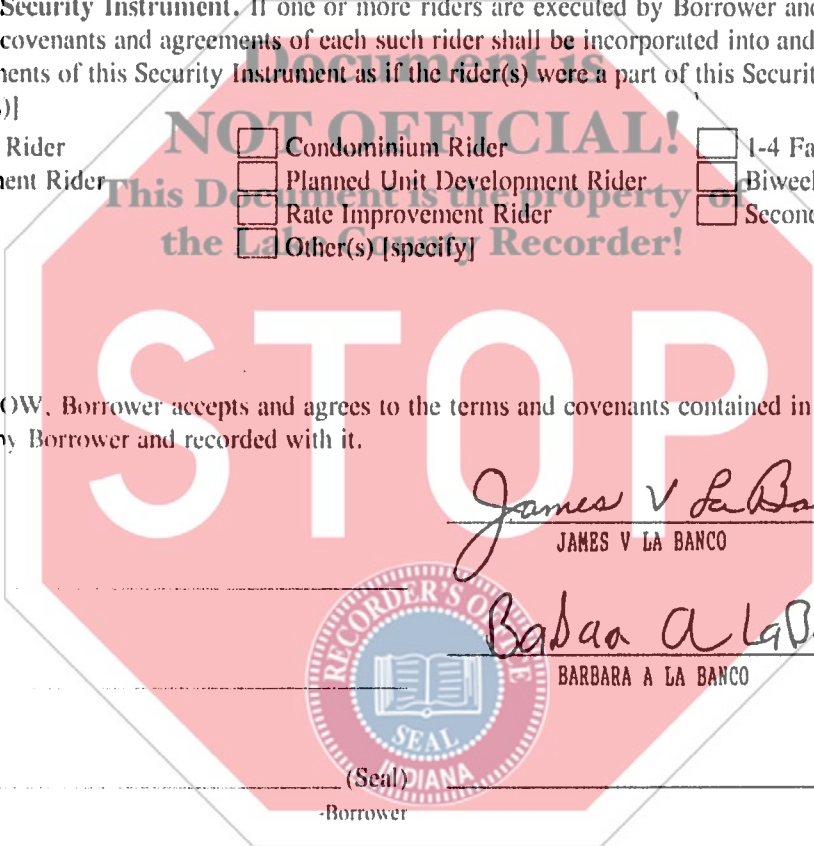 Security Instrument. If one or more riders are executed by Borrower and
covenants and agreements of each such rider shall be incorporated into and
nents of this Security Instrument as if the rider(s) were a part of this Securit
)]
Document is
NOT OFFICIAL!
This Document is the property of
the Lake County Recorder!
Rider
Condominium Rider
1-4 Fa
ent Rider
Planned Unit Development Rider
Biweel
Rate Improvement Rider
Second
Other(s) [specify]
STOP
OW, Borrower accepts and agrees to the terms and covenants contained in
y Borrower and recorded with it.
James V La Ba
JAMES V LA BANCO
RECORDER'S OFFICE
SEAL
INDIANA
Babaa A LaB
BARBARA A LA BANCO
(Seal)
-Borrower